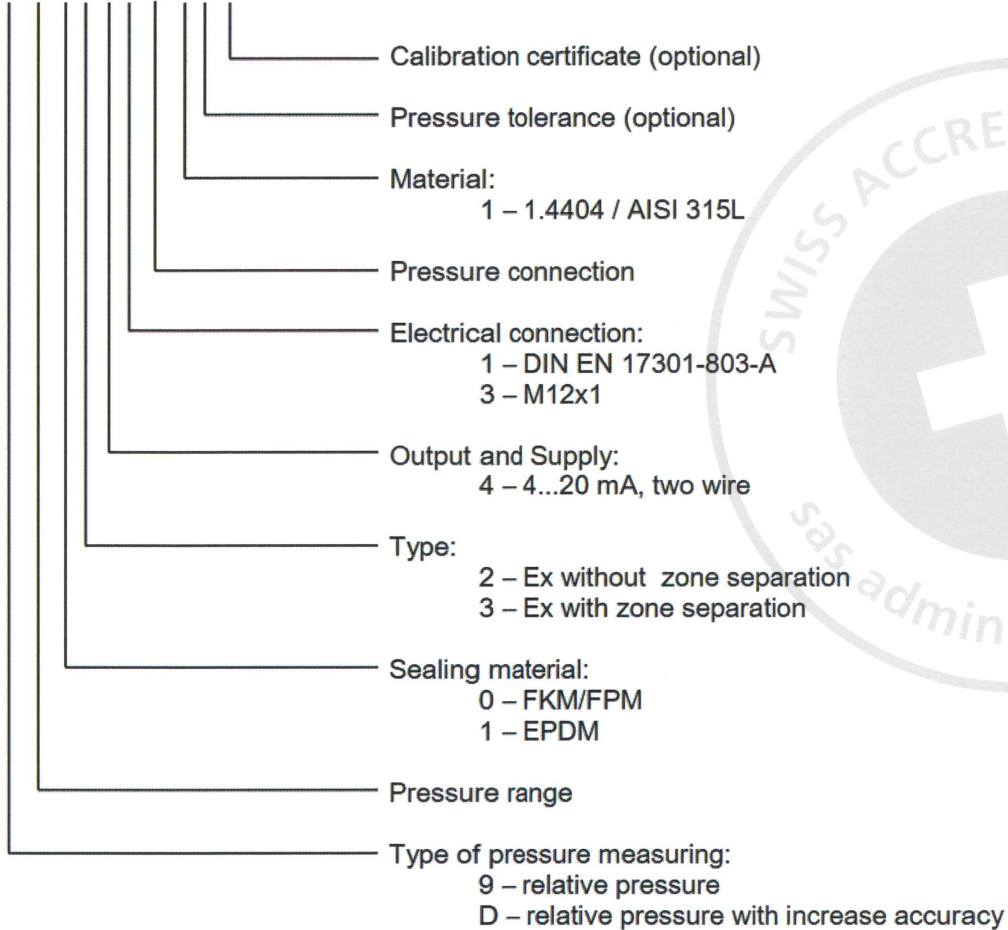 Calibration certificate (optional)
Pressure tolerance (optional)
Material:
1 – 1.4404 / AISI 315L
Pressure connection
Electrical connection:
1 – DIN EN 17301-803-A
3 – M12x1
Output and Supply:
4 – 4...20 mA, two wire
Type:
2 – Ex without  zone separation
3 – Ex with zone separation
Sealing material:
0 – FKM/FPM
1 – EPDM
Pressure range
Type of pressure measuring:
9 – relative pressure
D – relative pressure with increase accuracy
SWISS ACCRE
sas admin